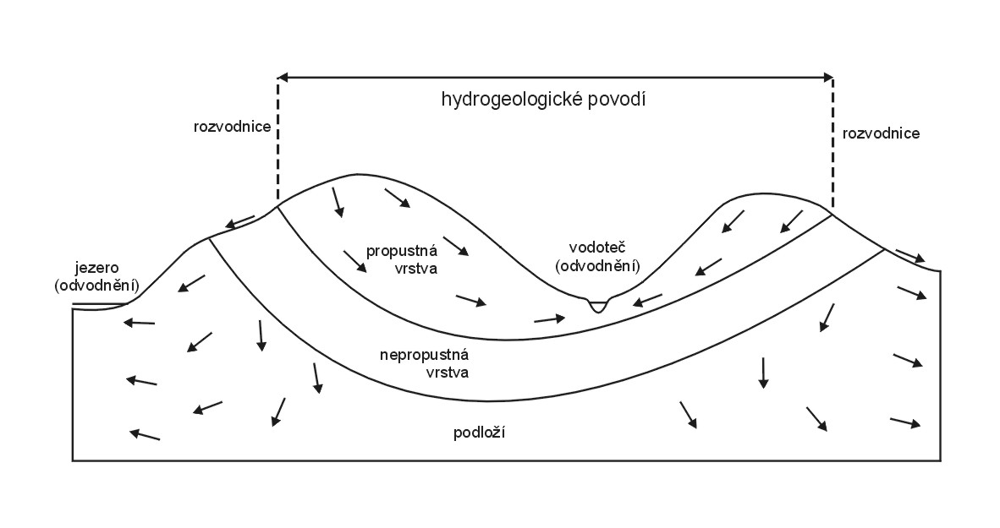 hydrogeologické povodí
rozvodnice
rozvodnice
propustná
vrstva
vodoteč
(odvodnění)
jezero
(odvodnění)
nepropustná
vrstva
podloží